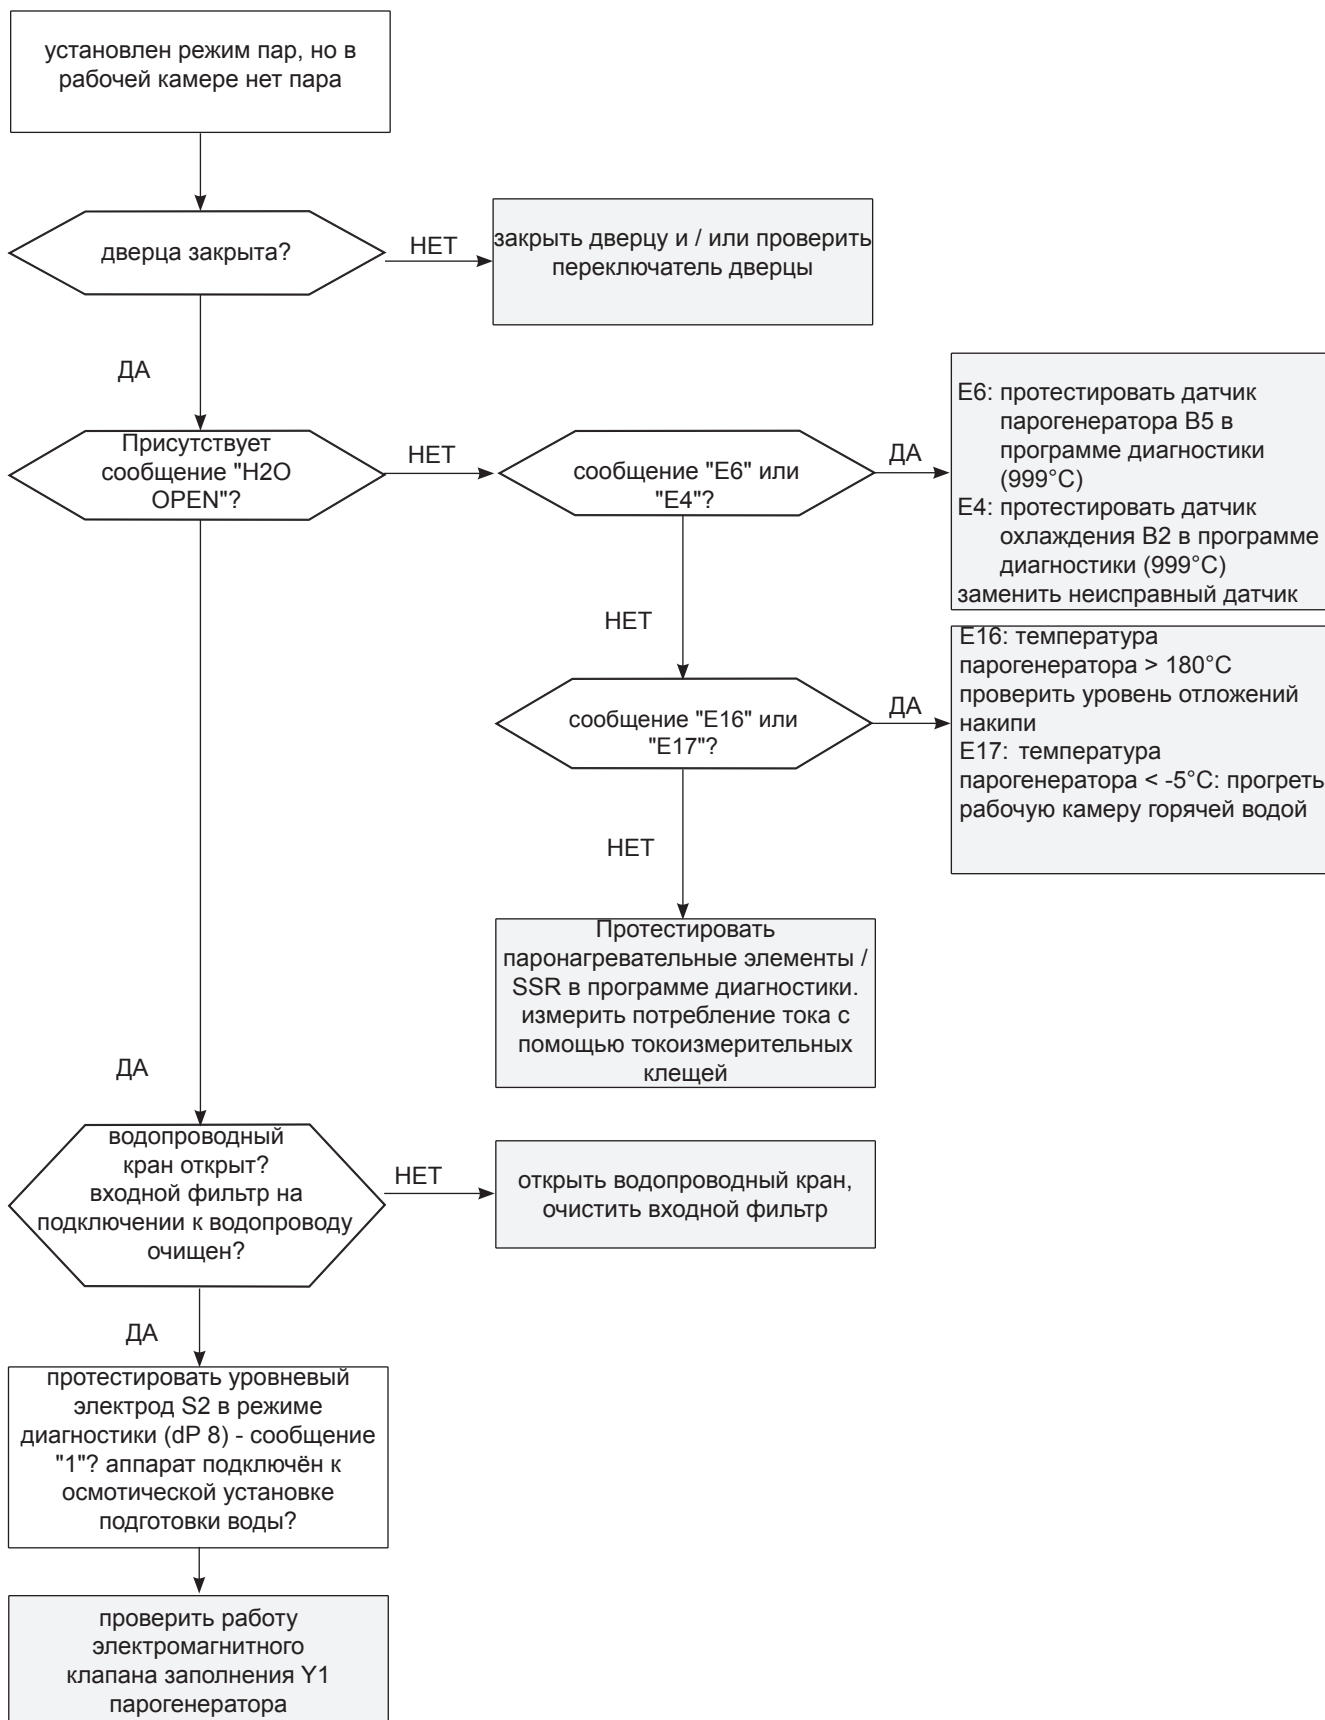 установлен режим пар, но в
рабочей камере нет пара
дверца закрыта?
НЕТ
закрыть дверцу и / или проверить
переключатель дверцы
ДА
Присутствует
сообщение "H2O
OPEN"?
НЕТ
сообщение "E6" или
"E4"?
ДА
E6: протестировать датчик
парогенератора B5 в
программе диагностики
(999°C)
E4: протестировать датчик
охлаждения B2 в программе
диагностики (999°C)
заменить неисправный датчик
НЕТ
сообщение "E16" или
"E17"?
ДА
E16: температура
парогенератора > 180°C
проверить уровень отложений
накипи
E17: температура
парогенератора < -5°C: прогреть
рабочую камеру горячей водой
НЕТ
Протестировать
паронагревательные элементы /
SSR в программе диагностики.
измерить потребление тока с
помощью токоизмерительных
клещей
ДА
водопроводный
кран открыт?
входной фильтр на
подключении к водопроводу
очищен?
НЕТ
открыть водопроводный кран,
очистить входной фильтр
ДА
протестировать уровневый
электрод S2 в режиме
диагностики (dP 8) - сообщение
"1"? аппарат подключён к
осмотической установке
подготовки воды?
проверить работу
электромагнитного
клапана заполнения Y1
парогенератора